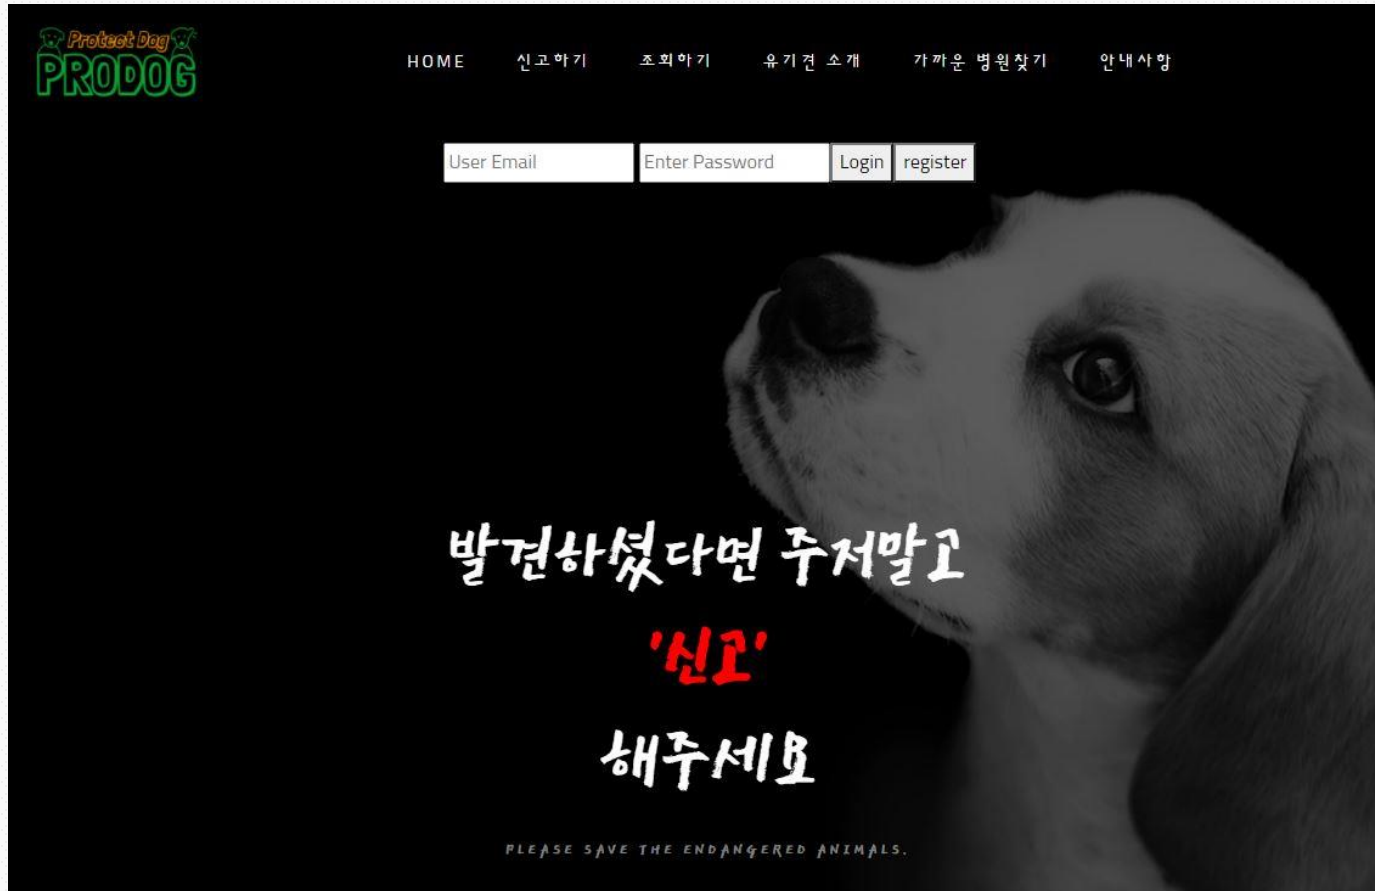 Protect Dog
PRODOG
HOME 신고하기 조회하기 유기견 소개 가까운 병원찾기 안내사항
User Email Enter Password Login register
발견하셨다면 주저말고
'신고'
해주세요
PLEASE SAVE THE ENDANGERED ANIMALS.